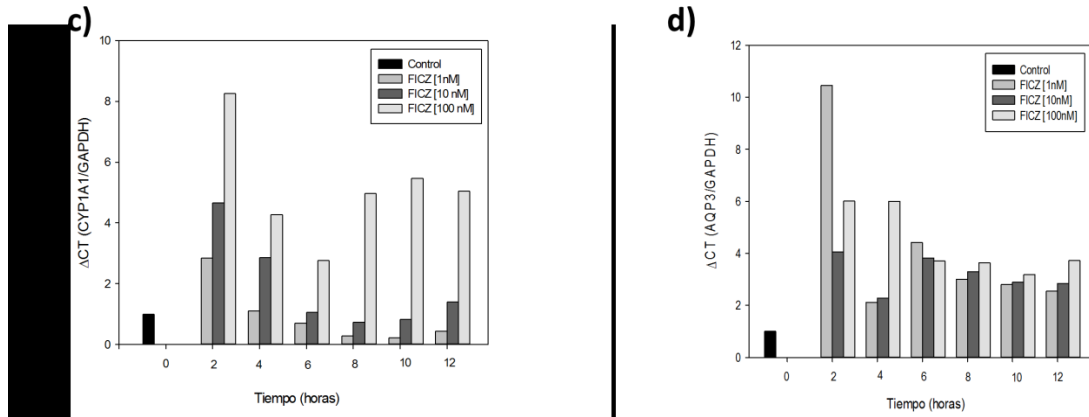 c)
10
8
6
4
2
0
ΔCT (CYP1A1/GAPDH)
Control
FICZ [1nM]
FICZ [10 nM]
FICZ [100 nM]
0 2 4 6 8 10 12
Tiempo (horas)
d)
12
10
8
6
4
2
0
ΔCT (AQP3/GAPDH)
Control
FICZ [1nM]
FICZ [10nM]
FICZ [100nM]
0 2 4 6 8 10 12
Tiempo (horas)